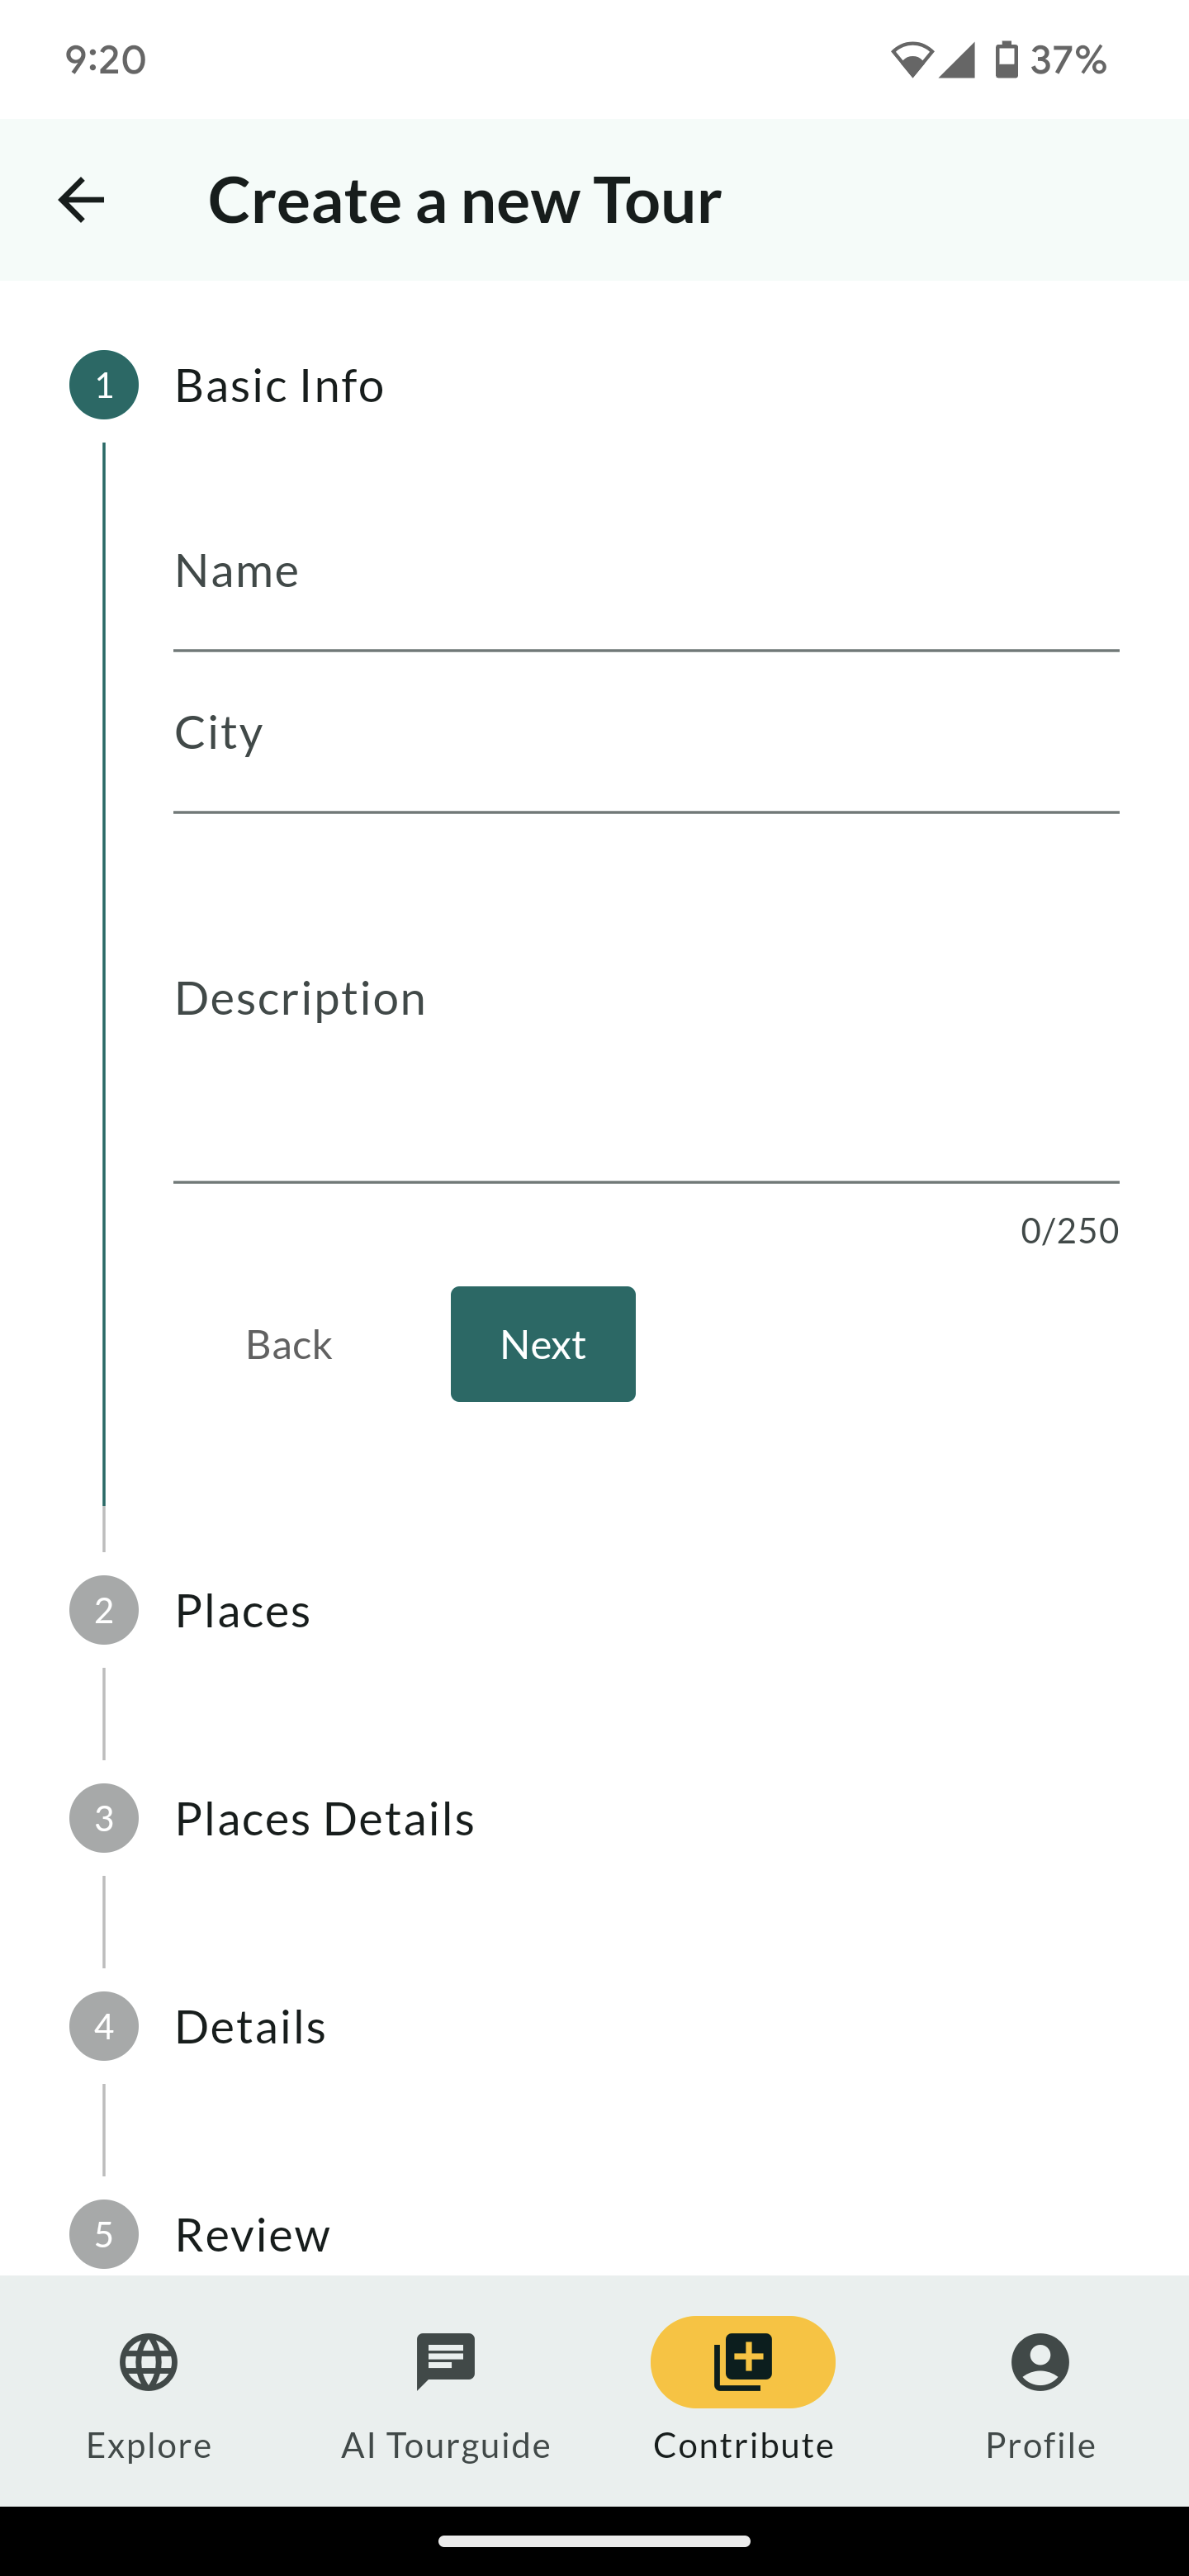 9:20
37%
Create a new Tour
1 Basic Info
Name
City
Description
0/250
Back Next
2 Places
3 Places Details
4 Details
5 Review
Explore AI Tourguide Contribute Profile